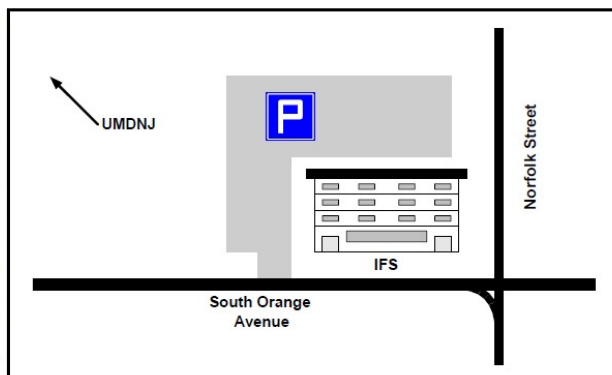 P
UMDNJ
Norfolk Street
IFS
South Orange
Avenue